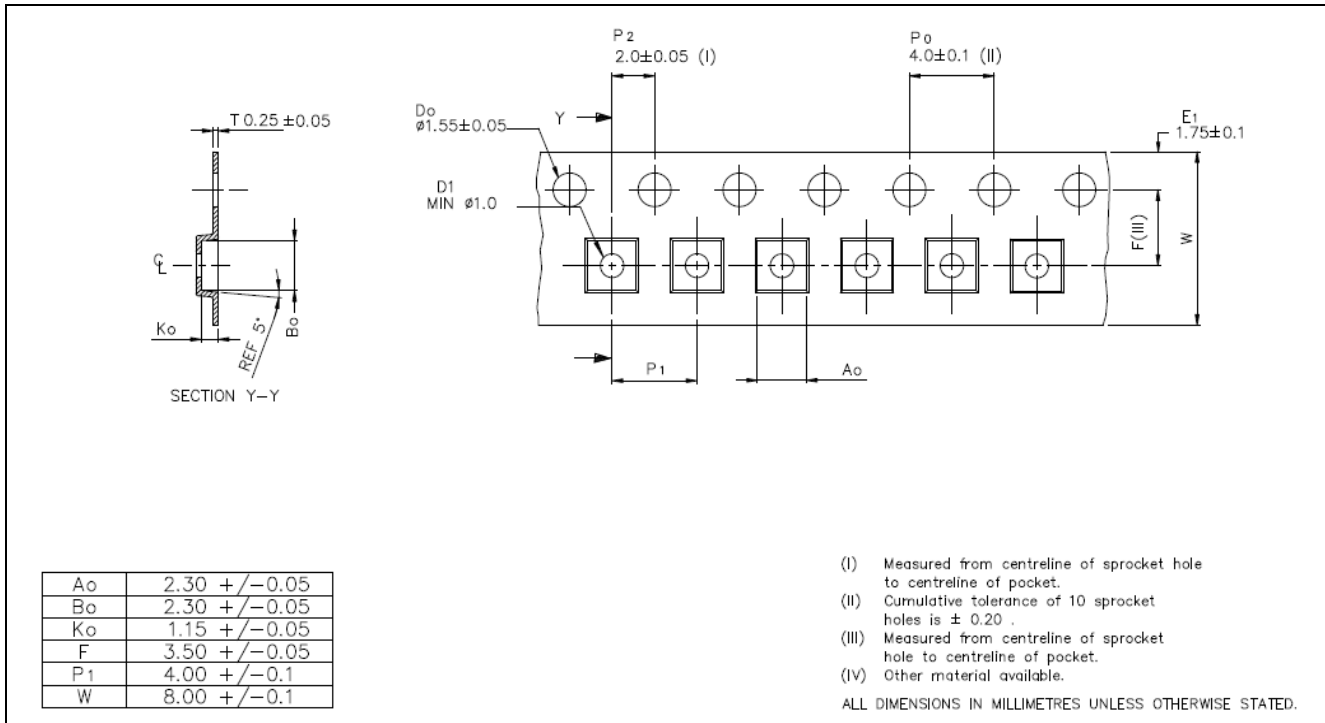 P2
2.0±0.05 (I)
Po
4.0±0.1 (II)
T 0.25 ±0.05
Do
ø1.55±0.05
Y
E1
1.75±0.1
D1
MIN ø1.0
F(III)
W
℄
Ko
REF 5°
Bo
P1
Ao
SECTION Y-Y
Ao 2.30 +/-0.05
Bo 2.30 +/-0.05
Ko 1.15 +/-0.05
F 3.50 +/-0.05
P1 4.00 +/-0.1
W 8.00 +/-0.1
(I) Measured from centreline of sprocket hole
to centreline of pocket.
(II) Cumulative tolerance of 10 sprocket
holes is ± 0.20 .
(III) Measured from centreline of sprocket
hole to centreline of pocket.
(IV) Other material available.
ALL DIMENSIONS IN MILLIMETRES UNLESS OTHERWISE STATED.